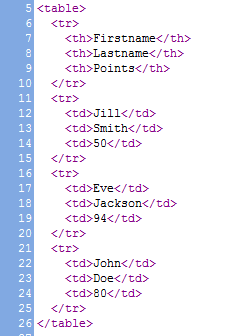 5 <table>
6   <tr>
7     <th>Firstname</th>
8     <th>Lastname</th>
9     <th>Points</th>
10   </tr>
11   <tr>
12     <td>Jill</td>
13     <td>Smith</td>
14     <td>50</td>
15   </tr>
16   <tr>
17     <td>Eve</td>
18     <td>Jackson</td>
19     <td>94</td>
20   </tr>
21   <tr>
22     <td>John</td>
23     <td>Doe</td>
24     <td>80</td>
25   </tr>
26 </table>